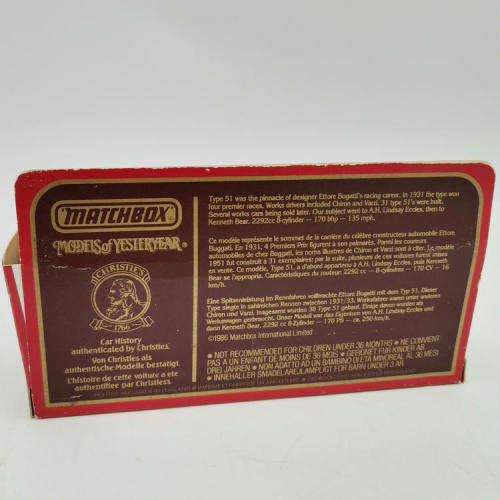 MATCHBOX®
MODELS of YESTERYEAR®
CHRISTIE'S
1766
Car History
authenticated by Christies.
Von Christies als
authentische Modelle bestätigt.
L'histoire de cette voiture a ete
authentifier par Christies.
Type 51 was the pinnacle of designer Ettore Bugatti's racing career. In 1931 the type won
four premier races. Works drivers included Chiron and Varzi. 31 type 51's were built.
Several works cars being sold later. Our subject went to A.H. Lindsay Eccles, then to
Kenneth Bear. 2292cc 8-cylinder — 170 bhp — 135 mph.
Ce modèle représente le sommet de la carrière du célèbre constructeur automobile Ettore
Buggati. En 1931, 4 Premiers Prix figurent à son palmarès. Parmi les coureurs
automobiles de chez Bugatti, les noms illustres de Chiron et Varzi sont à citer. Le modèle
1951 fut construit à 31 exemplaires; par la suite, plusieurs de ces voitures furent mises
en vente. Ce modèle Type 51, a d'abord appartenu à A.H. Lindsay Eccles, puis Kenneth
Bear se l'appropria. Caractéristiques du moteur: 2292 cc — 8-cylindres — 170 CV — 16
km/h.
Eine Spitzenleistung im Rennfahren vollbrachte Ettore Bugatti mit dem Typ 51. Dieser
Type siegte in zahlreichen Rennen zwischen 1931/33. Werksfahrer waren unter anderen
Chiron und Varzi. Insgesamt wurden 38 Type 51 gebaut. Einige davon wurden als
Werkswagen gebraucht. Unser Modell war das Eigentum von A.H. Lindsay Eccles und
dann Kenneth Bear. 2292 cc 8-zylinder — 170 PS — ca. 250 km/h.
©1986 Matchbox International Limited
• NOT RECOMMENDED FOR CHILDREN UNDER 36 MONTHS • NE CONVIENT
PAS A UN ENFANT DE MOINS DE 36 MOIS • GEEIGNET FÜR KINDER AB
DREI JAHREN • NON ADATTO AD UN BAMBINO DI ETA MINOREAL AL 36 MESI
• INNEHALLER SMADELAR EJ LAMPLIGT FOR BARN UNDER 3 AR